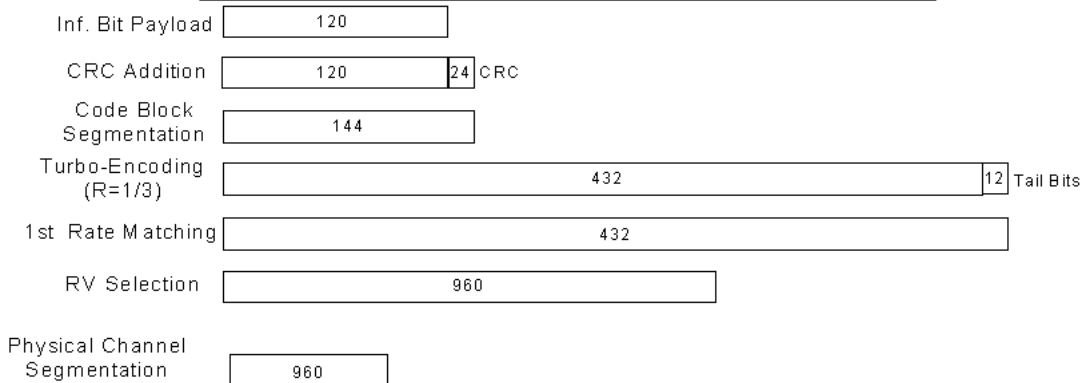 Inf. Bit Payload 120
CRC Addition 120 24 CRC
Code Block
Segmentation 144
Turbo-Encoding
(R=1/3) 432 12 Tail Bits
1st Rate Matching 432
RV Selection 960
Physical Channel
Segmentation 960